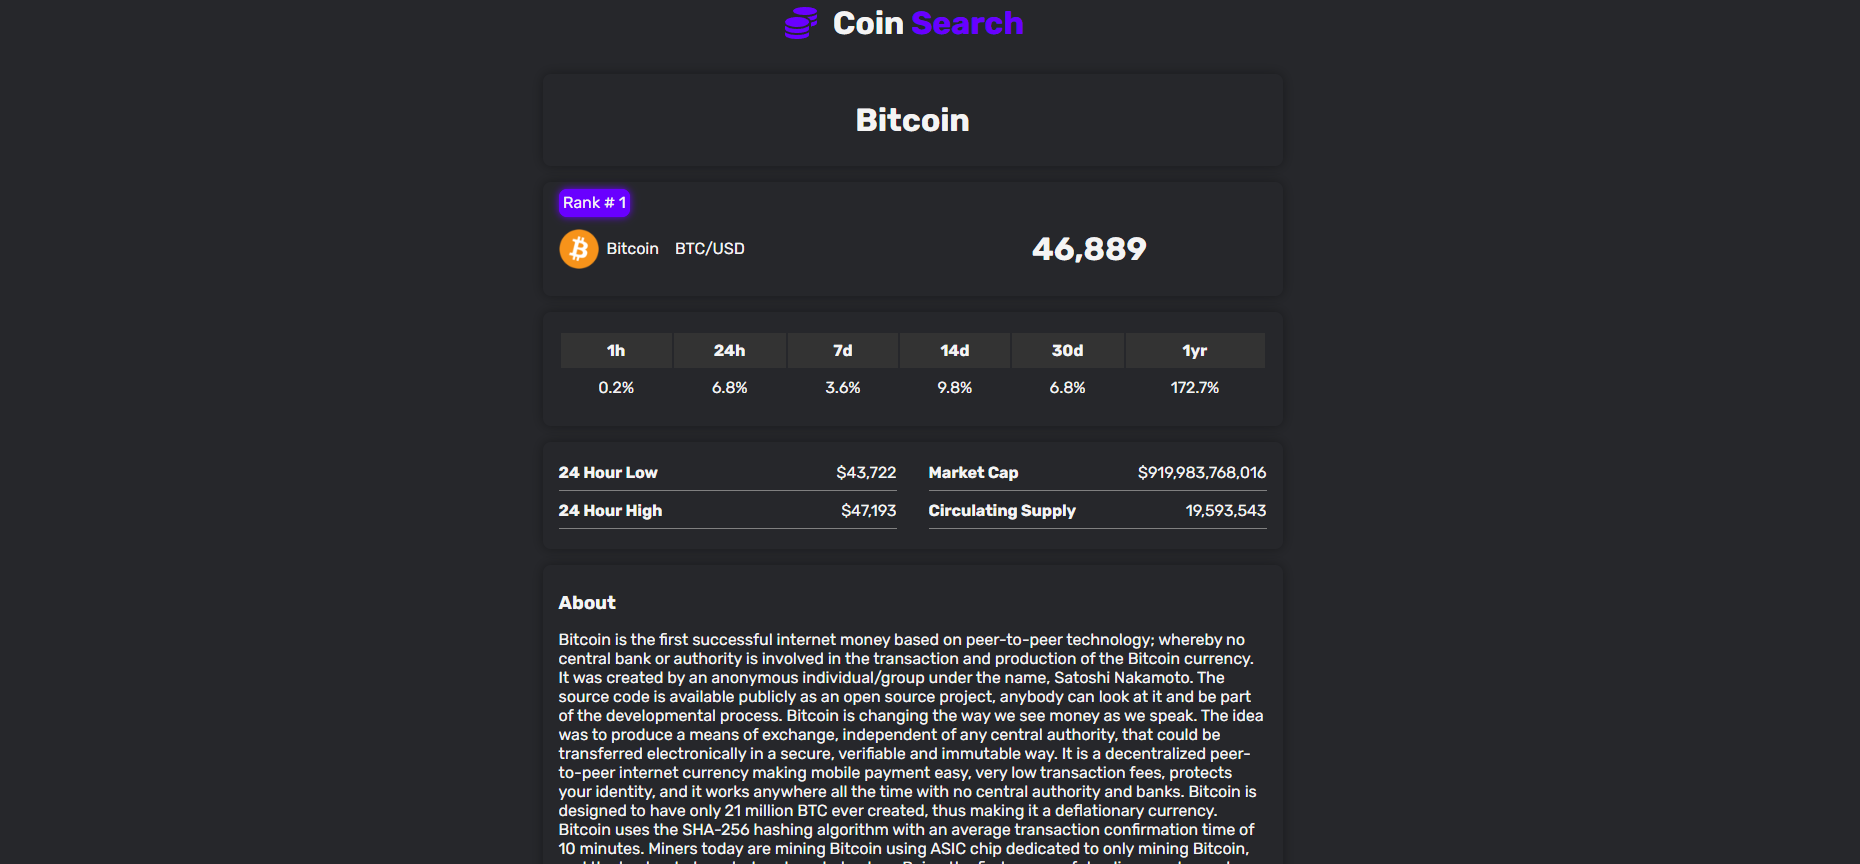 Coin Search
Bitcoin
Rank # 1
Bitcoin BTC/USD 46,889
1h 24h 7d 14d 30d 1yr
0.2% 6.8% 3.6% 9.8% 6.8% 172.7%
24 Hour Low $43,722 Market Cap $919,983,768,016
24 Hour High $47,193 Circulating Supply 19,593,543
About
Bitcoin is the first successful internet money based on peer-to-peer technology; whereby no
central bank or authority is involved in the transaction and production of the Bitcoin currency.
It was created by an anonymous individual/group under the name, Satoshi Nakamoto. The
source code is available publicly as an open source project, anybody can look at it and be part
of the developmental process. Bitcoin is changing the way we see money as we speak. The idea
was to produce a means of exchange, independent of any central authority, that could be
transferred electronically in a secure, verifiable and immutable way. It is a decentralized peer-
to-peer internet currency making mobile payment easy, very low transaction fees, protects
your identity, and it works anywhere all the time with no central authority and banks. Bitcoin is
designed to have only 21 million BTC ever created, thus making it a deflationary currency.
Bitcoin uses the SHA-256 hashing algorithm with an average transaction confirmation time of
10 minutes. Miners today are mining Bitcoin using ASIC chip dedicated to only mining Bitcoin,